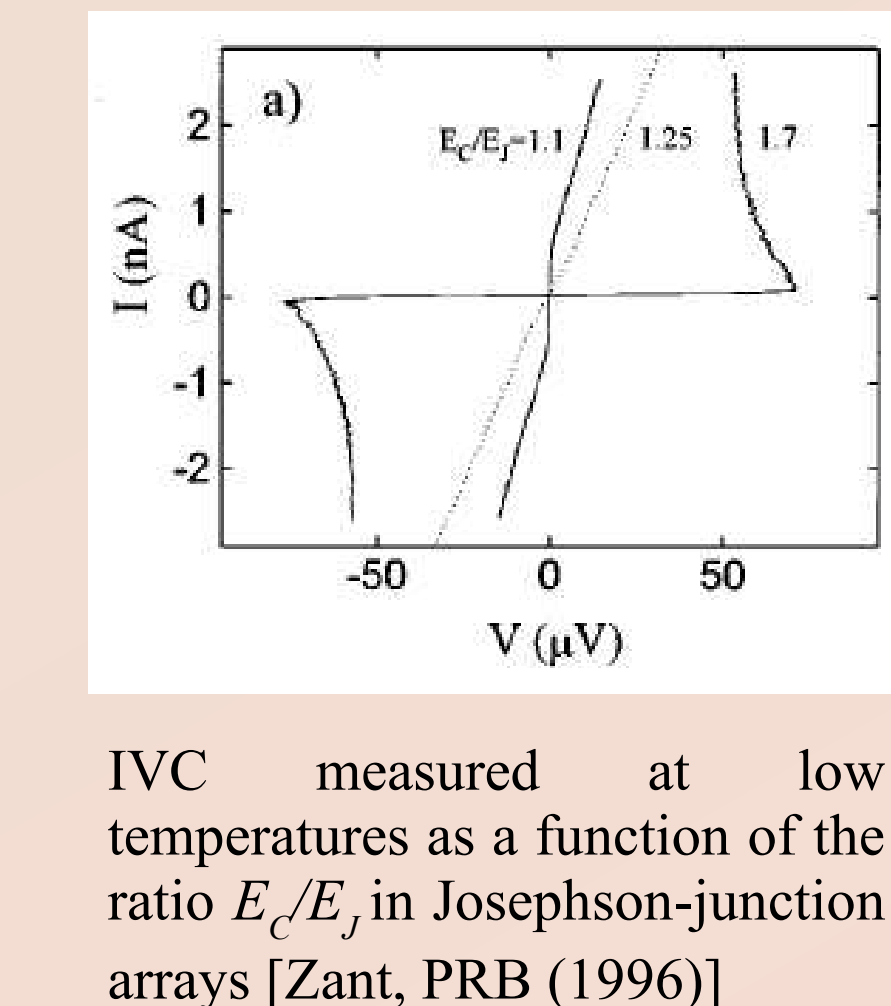 a)
E_C/E_J=1.1 1.25 1.7
2
1
0
-1
-2
I (nA)
-50 0 50
V (μV)
IVC measured at low
temperatures as a function of the
ratio E_C/E_J in Josephson-junction
arrays [Zant, PRB (1996)]